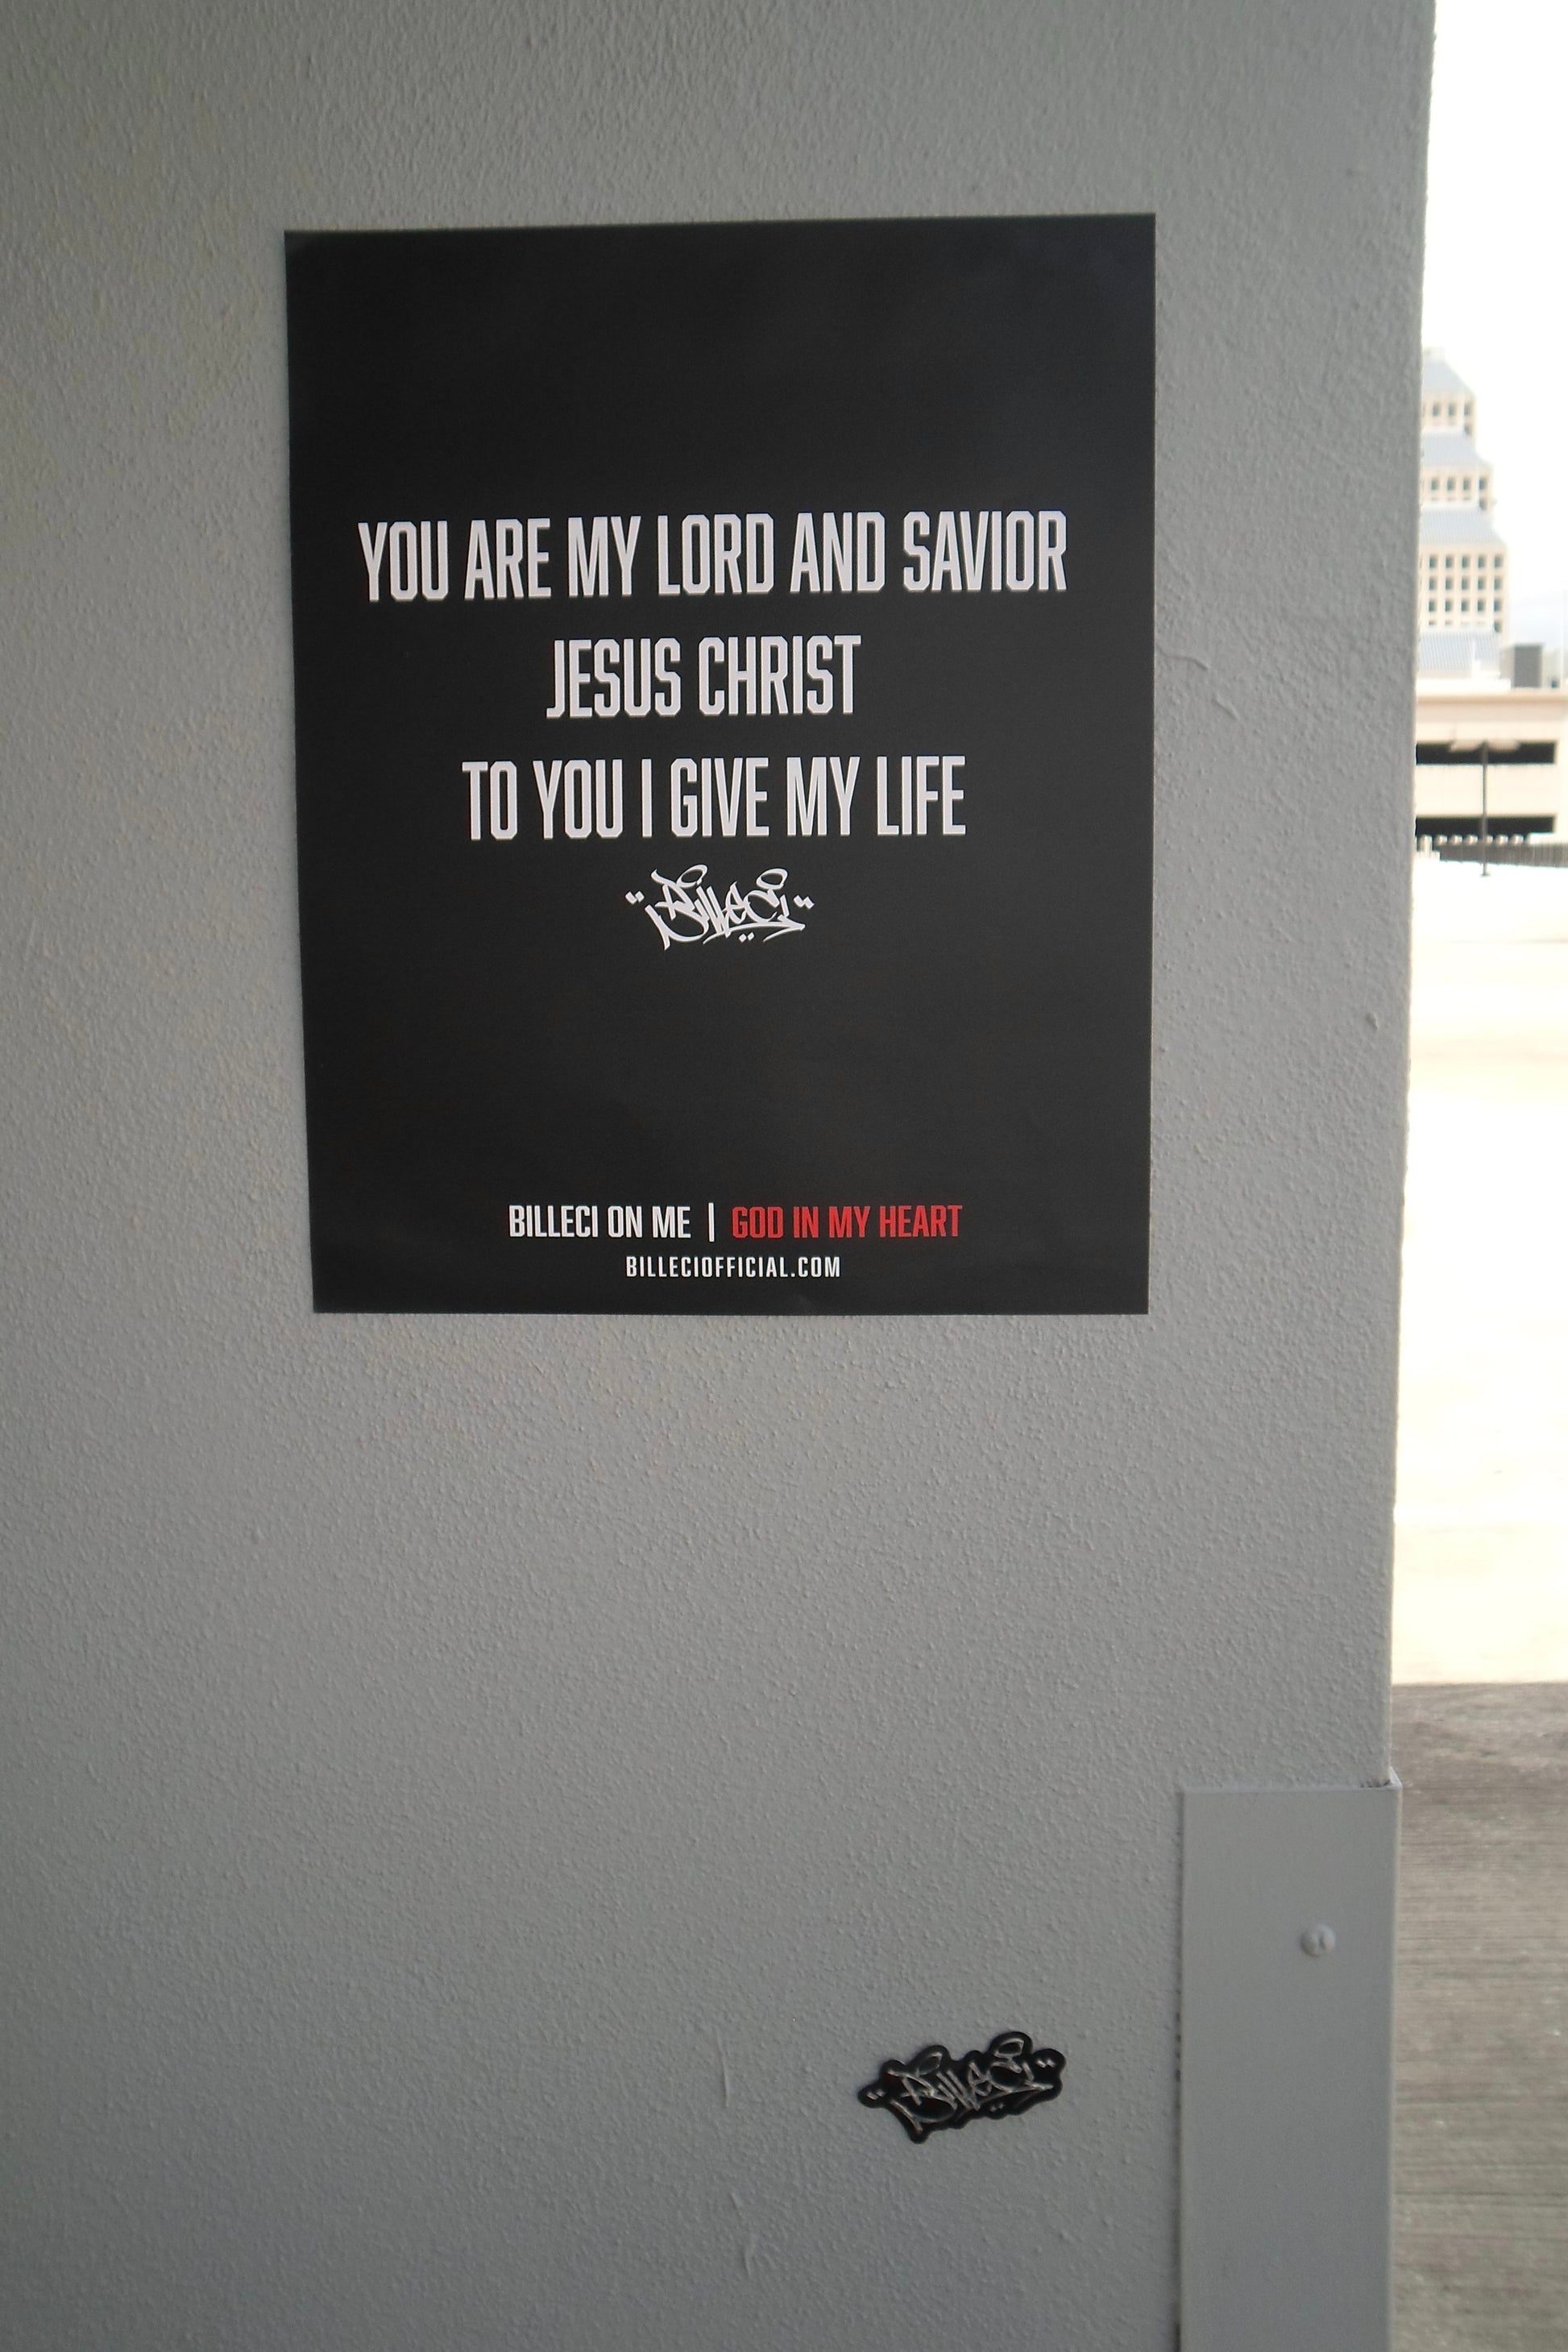 YOU ARE MY LORD AND SAVIOR
JESUS CHRIST
TO YOU I GIVE MY LIFE
"Billeci"
BILLECI ON ME | GOD IN MY HEART
BILLECIOFFICIAL.COM
"Billeci"